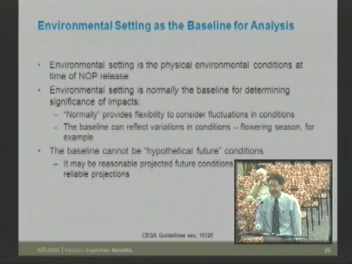 Environmental Setting as the Baseline for Analysis
• Environmental setting is the physical environmental conditions at
time of NOP release
• Environmental setting is normally the baseline for determining
significance of impacts:
– "Normally" provides flexibility to consider fluctuations in conditions
– The baseline can reflect variations in conditions -- flowering season, for
example
• The baseline cannot be "hypothetical future" conditions
– It may be reasonable projected future conditions
reliable projections
CEQA Guidelines sec. 15125